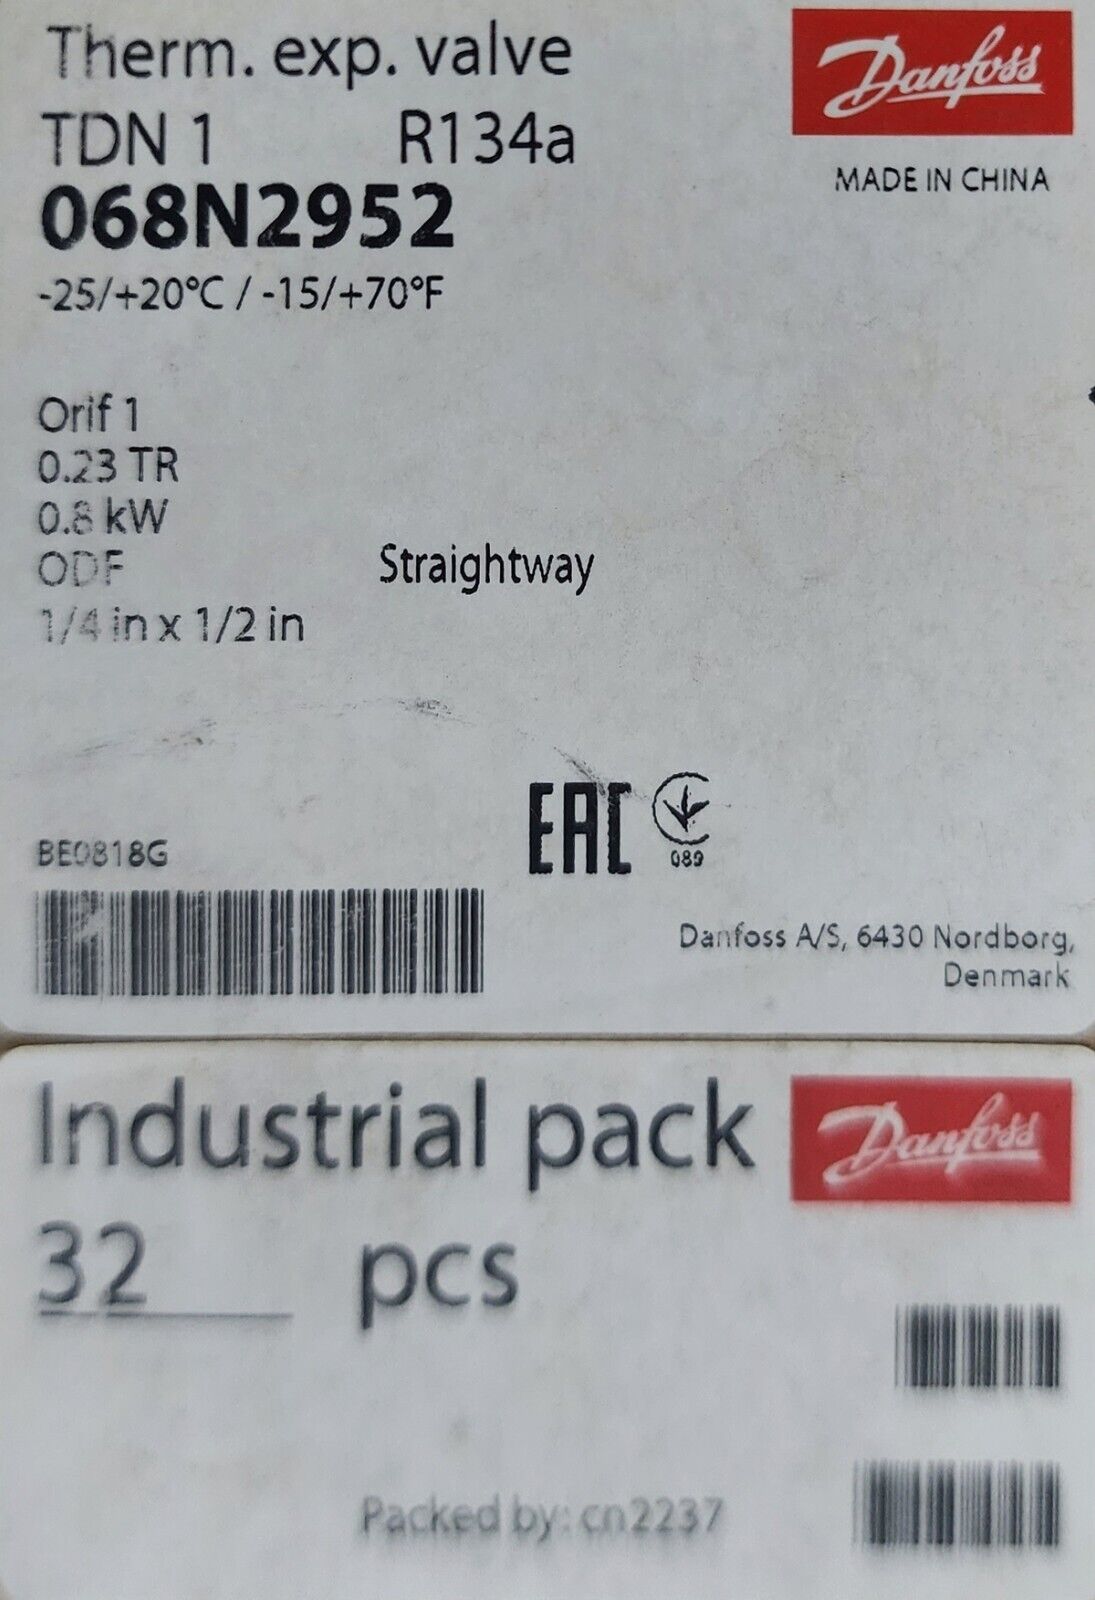 Therm. exp. valve
Danfoss
TDN 1 R134a
MADE IN CHINA
068N2952
-25/+20°C / -15/+70°F
Orif 1
0.23 TR
0.8 kW
ODF Straightway
1/4 in x 1/2 in
EAC
089
BE0818G
Danfoss A/S, 6430 Nordborg,
Denmark
Industrial pack
Danfoss
32 pcs
Packed by: cn2237